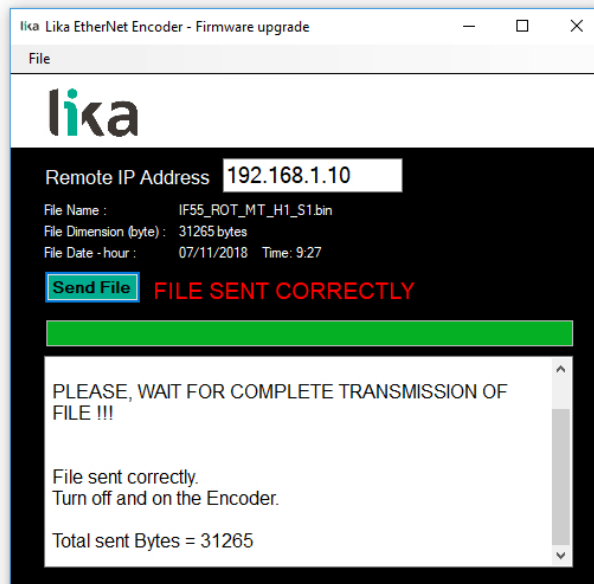 lika Lika EtherNet Encoder - Firmware upgrade
File
lika
Remote IP Address 192.168.1.10
File Name : IF55_ROT_MT_H1_S1.bin
File Dimension (byte) : 31265 bytes
File Date - hour : 07/11/2018 Time: 9:27
Send File FILE SENT CORRECTLY
PLEASE, WAIT FOR COMPLETE TRANSMISSION OF
FILE !!!
File sent correctly.
Turn off and on the Encoder.
Total sent Bytes = 31265